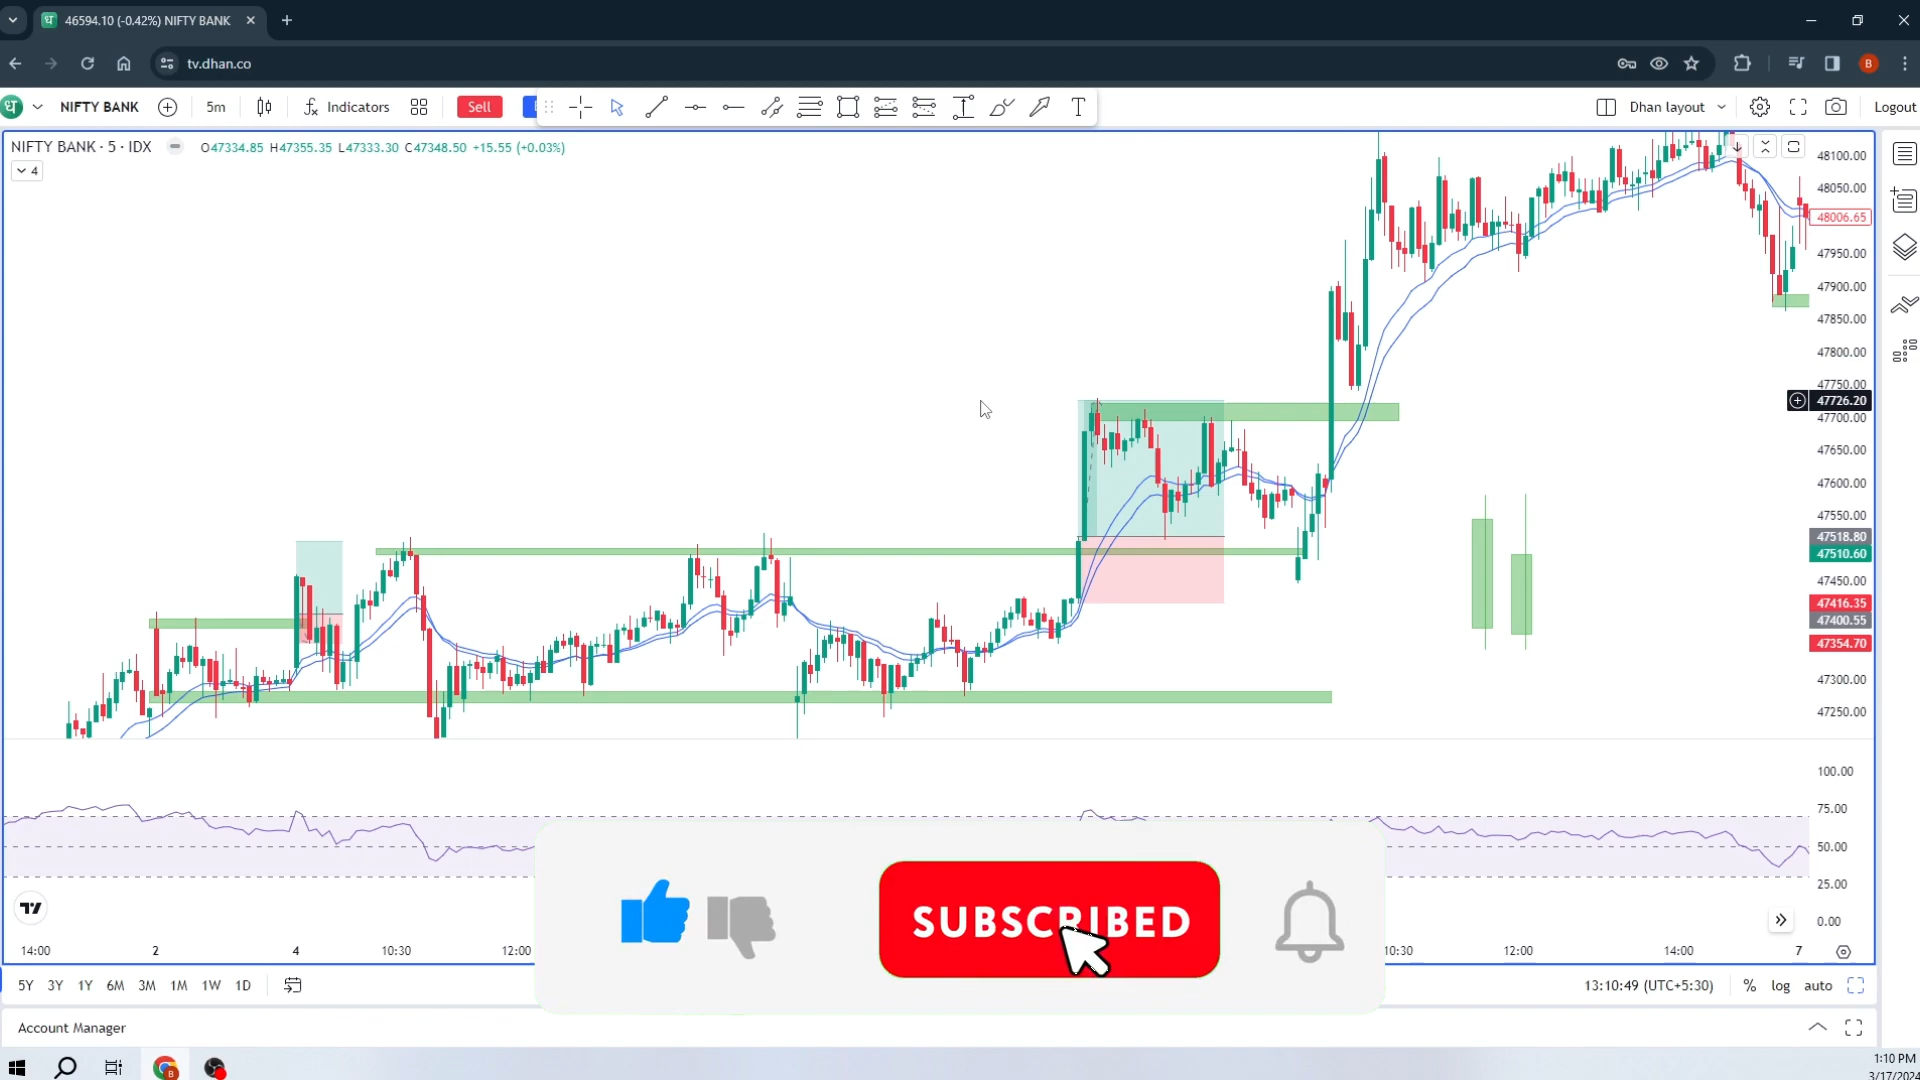 46594.10 (-0.42%) NIFTY BANK
tv.dhan.co
B
NIFTY BANK 5m Indicators Sell Dhan layout Logout
T
NIFTY BANK · 5 · IDX O47334.85 H47355.35 L47333.30 C47348.50 +15.55 (+0.03%)
4
48100.00
48050.00
48006.65
47950.00
47900.00
47850.00
47800.00
47750.00
47726.20
47700.00
47650.00
47600.00
47550.00
47518.80
47510.60
47450.00
47416.35
47400.55
47354.70
47300.00
47250.00
100.00
75.00
50.00
25.00
0.00
SUBSCRIBED
14:00 2 4 10:30 12:00 0:30 12:00 14:00 7
5Y 3Y 1Y 6M 3M 1M 1W 1D 13:10:49 (UTC+5:30) % log auto
Account Manager
B
1:10 PM
3/17/2024